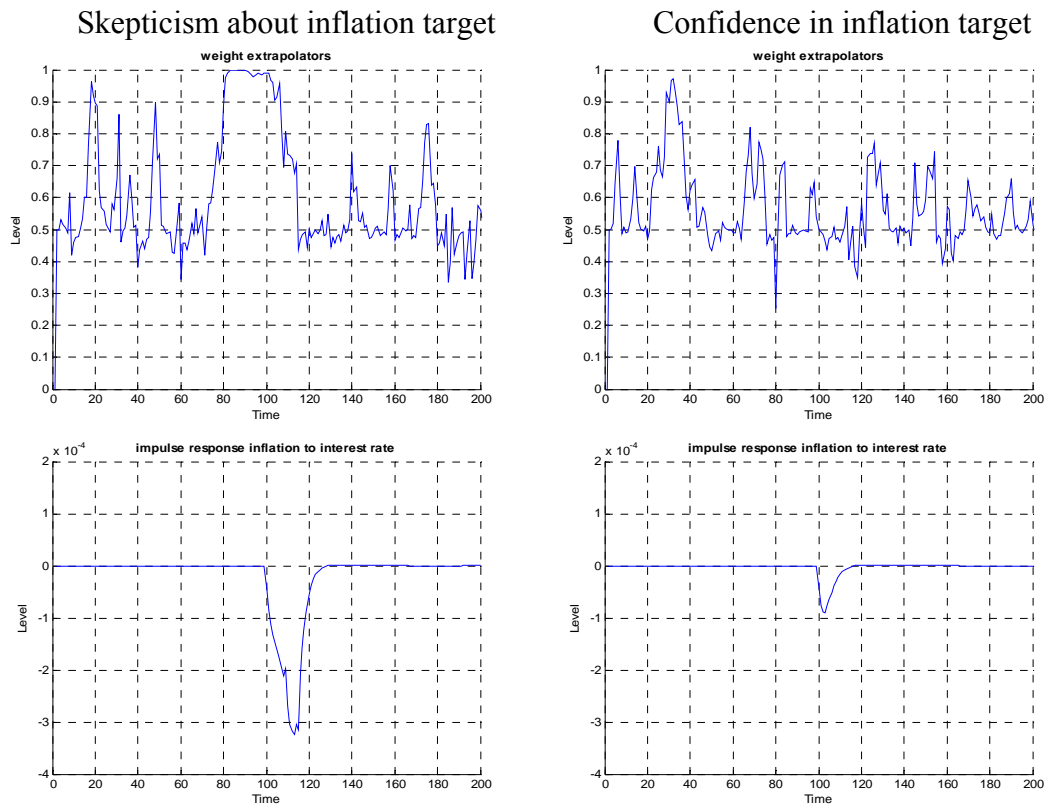 Skepticism about inflation target
Confidence in inflation target
weight extrapolators
1
0.9
0.8
0.7
0.6
0.5
0.4
0.3
0.2
0.1
0
Level
0 20 40 60 80 100 120 140 160 180 200
Time
weight extrapolators
1
0.9
0.8
0.7
0.6
0.5
0.4
0.3
0.2
0.1
0
Level
0 20 40 60 80 100 120 140 160 180 200
Time
impulse response inflation to interest rate
x 10^-4
2
1
0
-1
-2
-3
-4
Level
0 20 40 60 80 100 120 140 160 180 200
Time
impulse response inflation to interest rate
x 10^-4
2
1
0
-1
-2
-3
-4
Level
0 20 40 60 80 100 120 140 160 180 200
Time